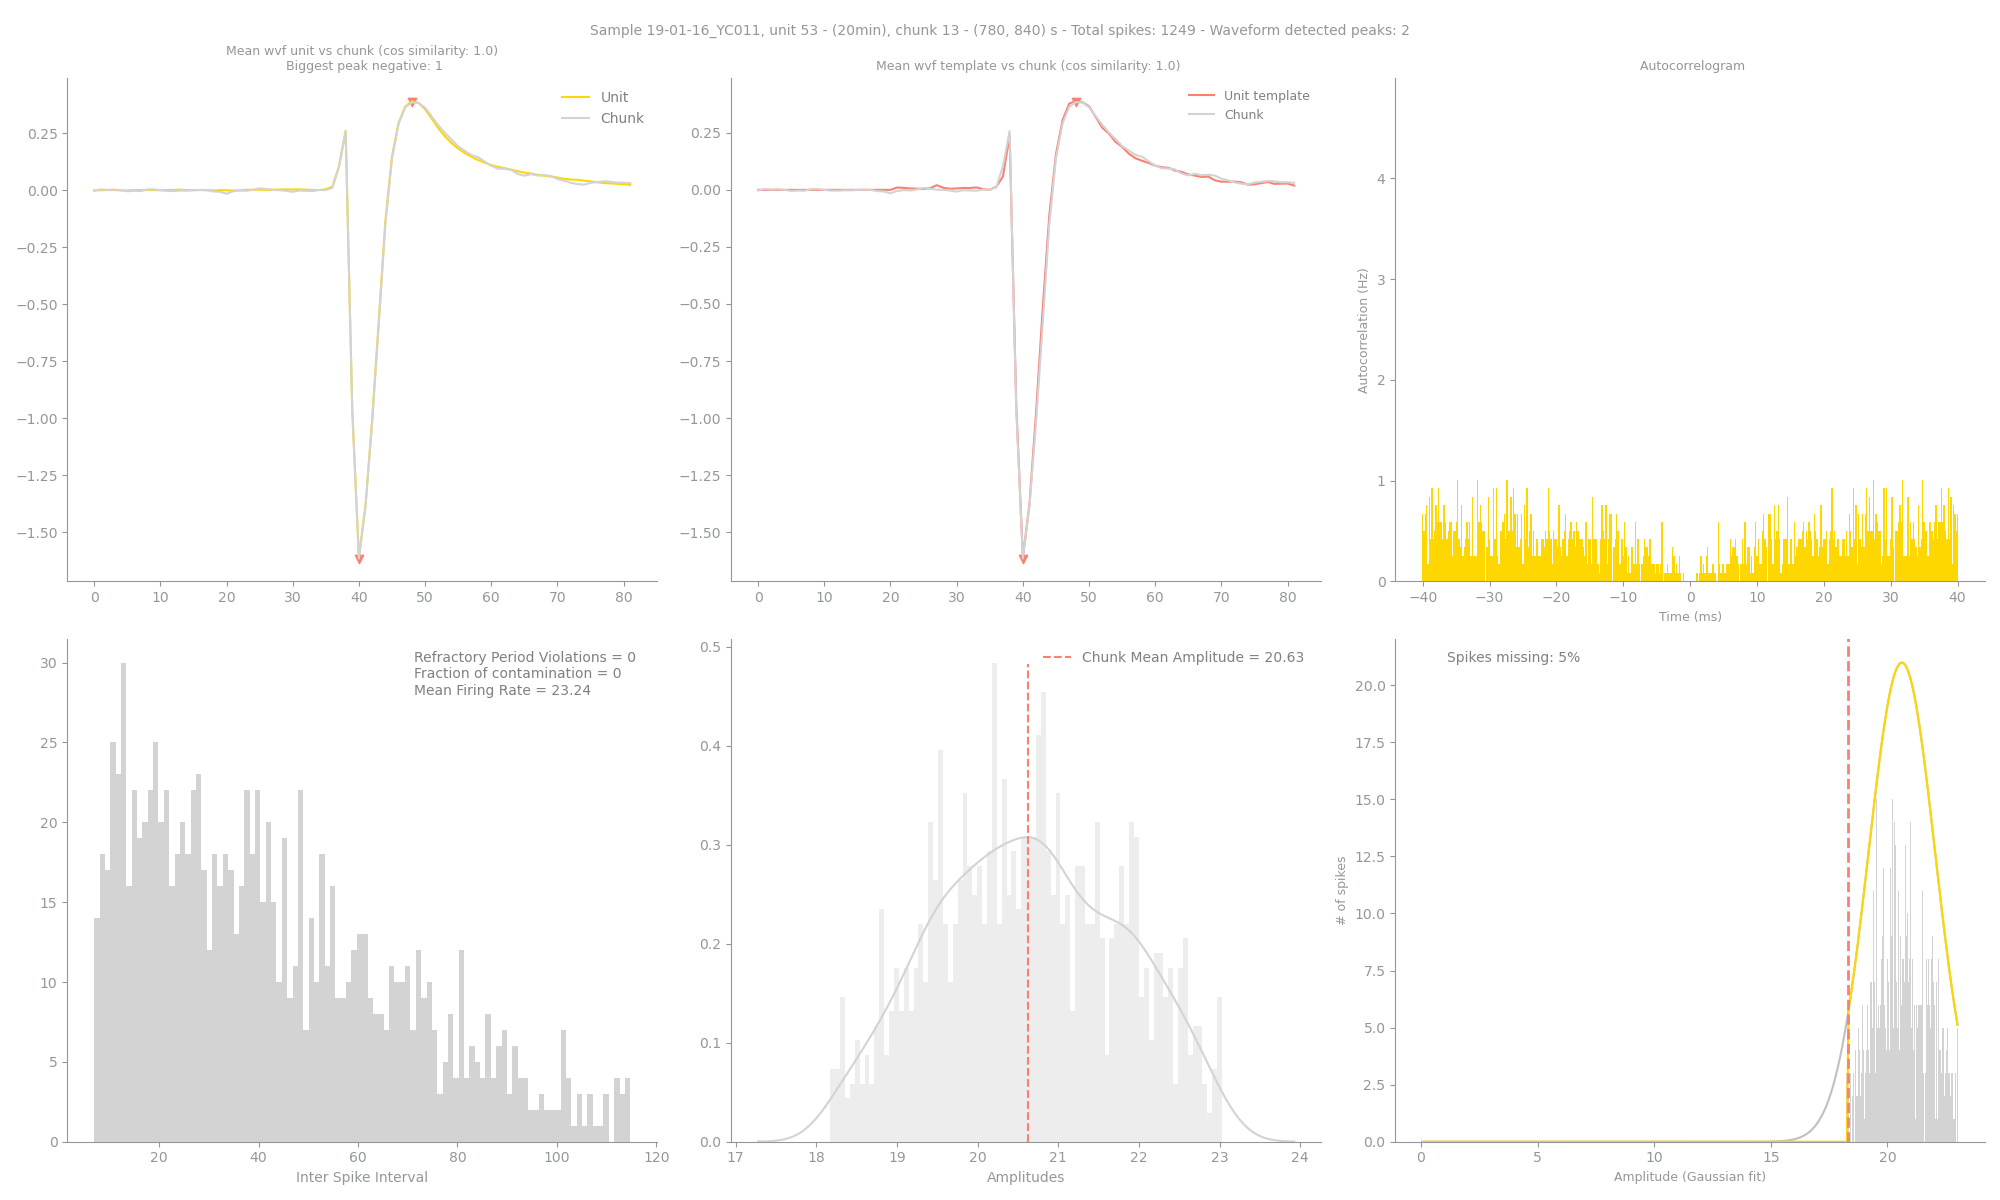 Sample 19-01-16_YC011, unit 53 - (20min), chunk 13 - (780, 840) s - Total spikes: 1249 - Waveform detected peaks: 2
Mean wvf unit vs chunk (cos similarity: 1.0)
Biggest peak negative: 1
Unit
Chunk
0.25
0.00
−0.25
−0.50
−0.75
−1.00
−1.25
−1.50
0 10 20 30 40 50 60 70 80
Mean wvf template vs chunk (cos similarity: 1.0)
Unit template
Chunk
0.25
0.00
−0.25
−0.50
−0.75
−1.00
−1.25
−1.50
0 10 20 30 40 50 60 70 80
Autocorrelogram
Autocorrelation (Hz)
4
3
2
1
0
−40 −30 −20 −10 0 10 20 30 40
Time (ms)
Refractory Period Violations = 0
Fraction of contamination = 0
Mean Firing Rate = 23.24
30
25
20
15
10
5
0
20 40 60 80 100 120
Inter Spike Interval
Chunk Mean Amplitude = 20.63
0.5
0.4
0.3
0.2
0.1
0.0
17 18 19 20 21 22 23 24
Amplitudes
Spikes missing: 5%
# of spikes
20.0
17.5
15.0
12.5
10.0
7.5
5.0
2.5
0.0
0 5 10 15 20
Amplitude (Gaussian fit)